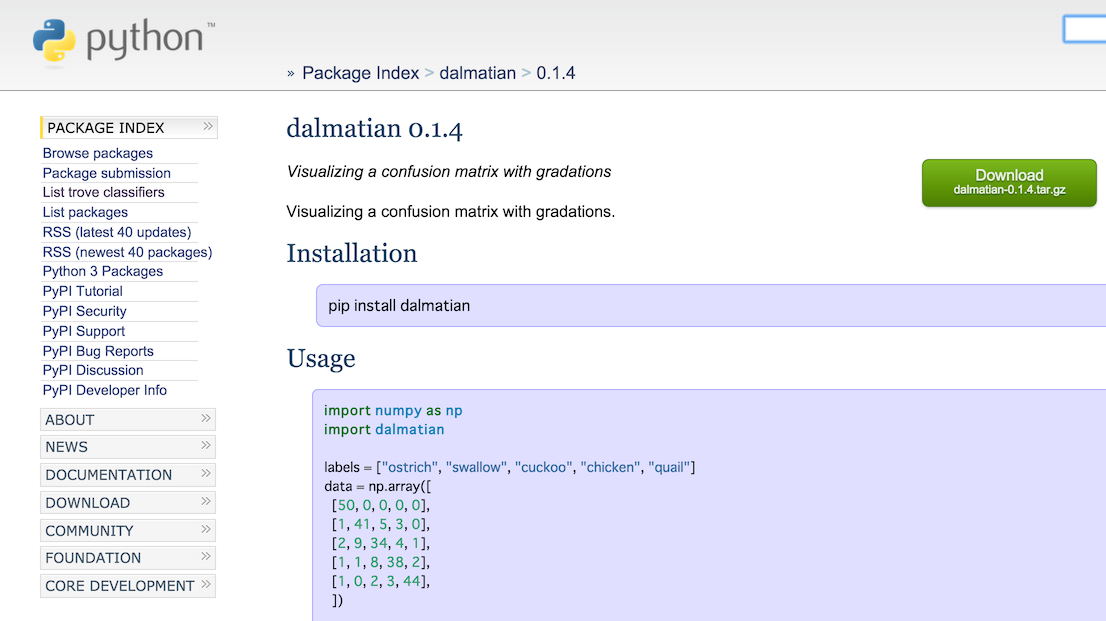 python™
» Package Index > dalmatian > 0.1.4
PACKAGE INDEX »
Browse packages
Package submission
List trove classifiers
List packages
RSS (latest 40 updates)
RSS (newest 40 packages)
Python 3 Packages
PyPI Tutorial
PyPI Security
PyPI Support
PyPI Bug Reports
PyPI Discussion
PyPI Developer Info
ABOUT »
NEWS »
DOCUMENTATION »
DOWNLOAD »
COMMUNITY »
FOUNDATION »
CORE DEVELOPMENT »
dalmatian 0.1.4
Visualizing a confusion matrix with gradations
Visualizing a confusion matrix with gradations.
Download
dalmatian-0.1.4.tar.gz
Installation
pip install dalmatian
Usage
import numpy as np
import dalmatian
labels = ["ostrich", "swallow", "cuckoo", "chicken", "quail"]
data = np.array([
[50, 0, 0, 0, 0],
[1, 41, 5, 3, 0],
[2, 9, 34, 4, 1],
[1, 1, 8, 38, 2],
[1, 0, 2, 3, 44],
])